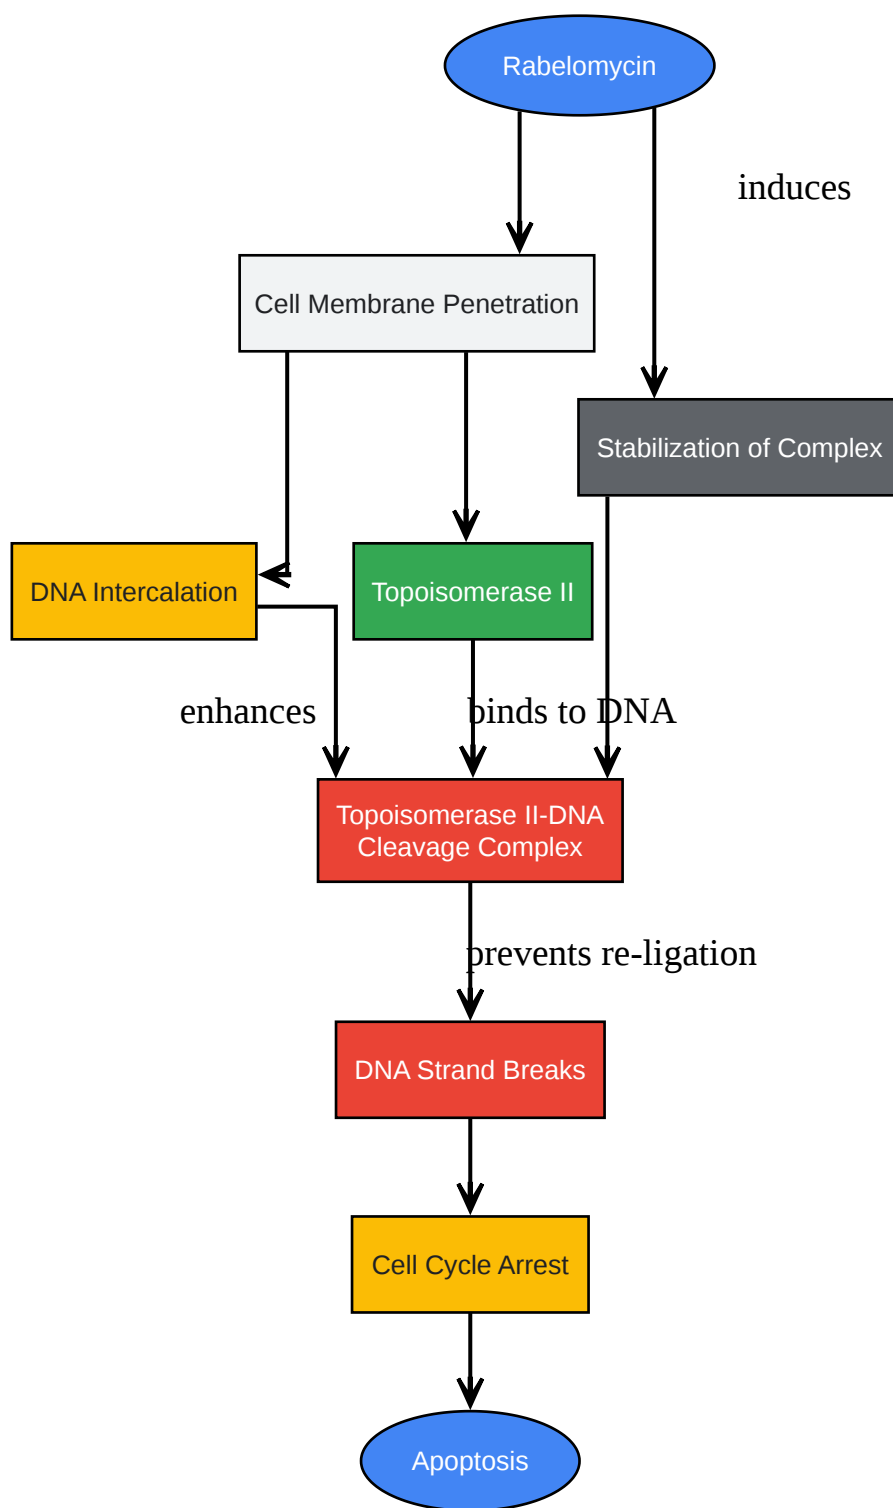 Rabelomycin
induces
Cell Membrane Penetration
Stabilization of Complex
DNA Intercalation
Topoisomerase II
enhances
binds to DNA
Topoisomerase II-DNA
Cleavage Complex
prevents re-ligation
DNA Strand Breaks
Cell Cycle Arrest
Apoptosis